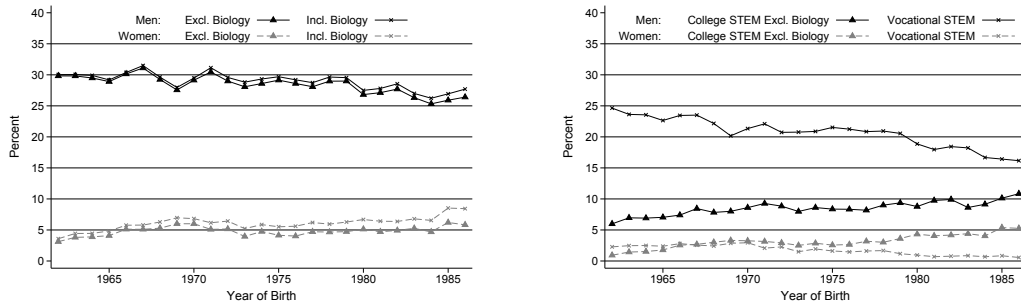 Men: Excl. Biology Incl. Biology
Women: Excl. Biology Incl. Biology
40
35
30
25
20
15
10
5
0
Percent
1965 1970 1975 1980 1985
Year of Birth
Men: College STEM Excl. Biology Vocational STEM
Women: College STEM Excl. Biology Vocational STEM
40
35
30
25
20
15
10
5
0
Percent
1965 1970 1975 1980 1985
Year of Birth